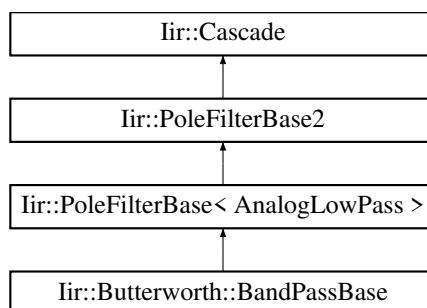 Iir::Cascade
Iir::PoleFilterBase2
Iir::PoleFilterBase< AnalogLowPass >
Iir::Butterworth::BandPassBase